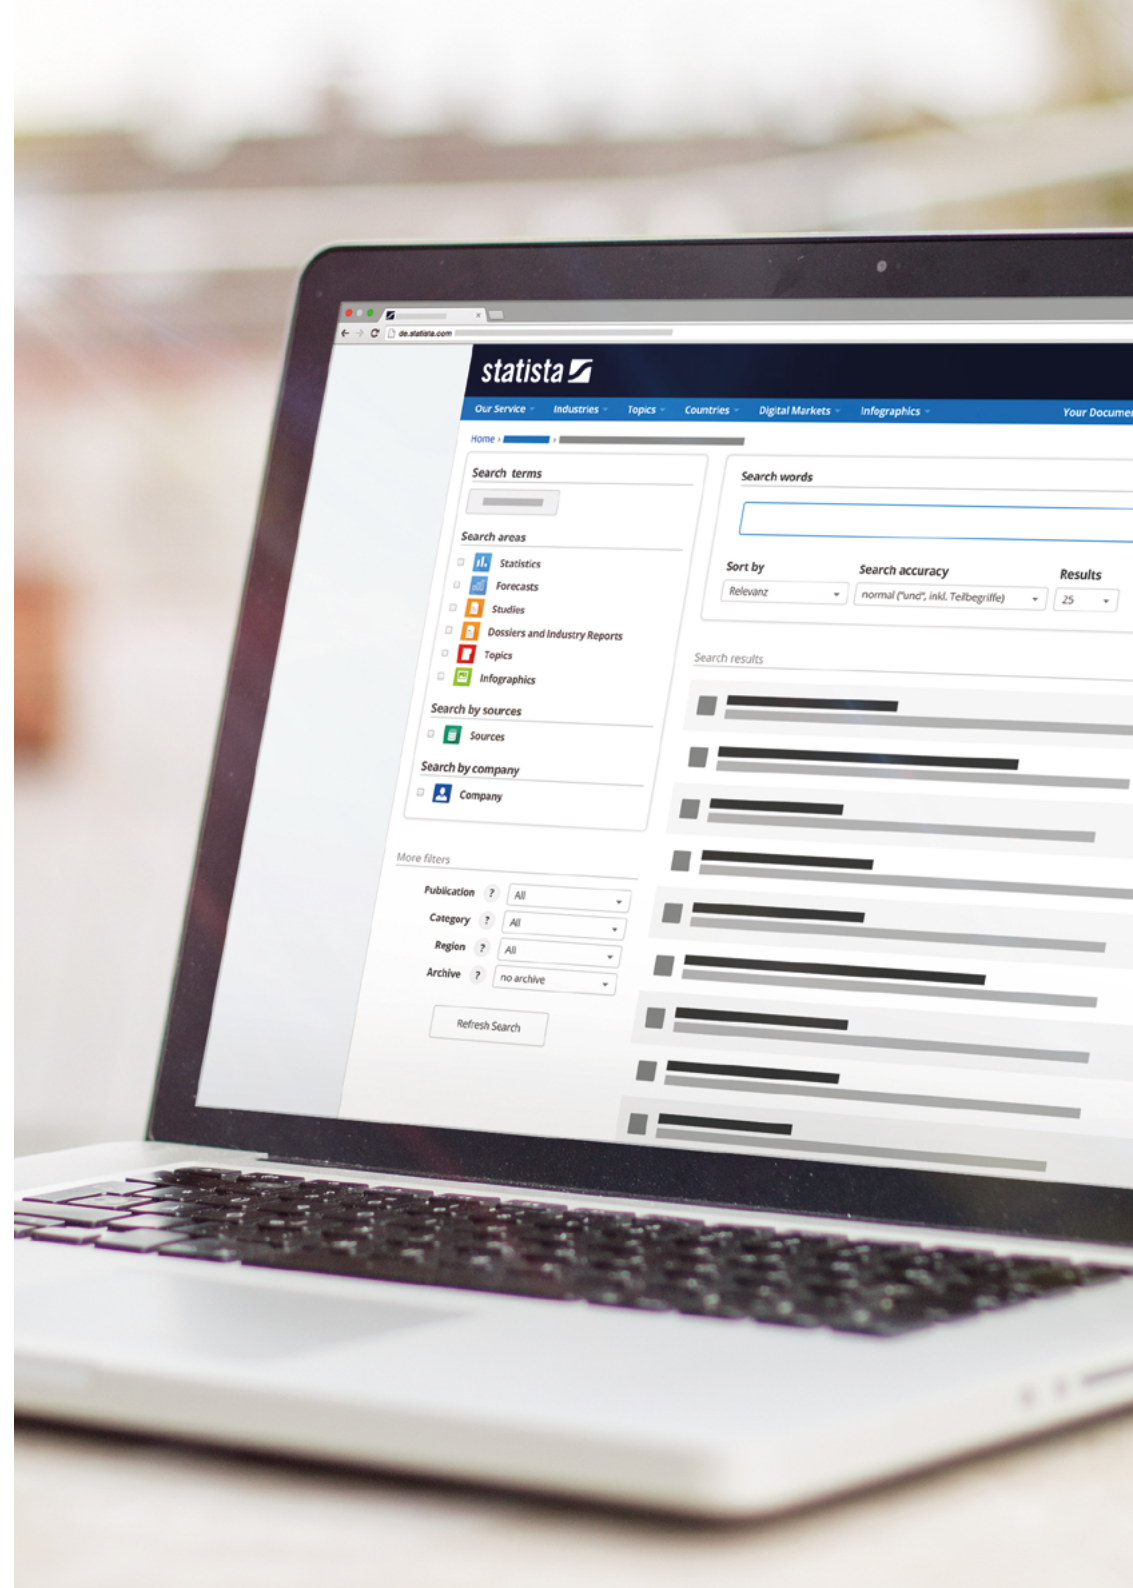 de.statista.com
statista
Our Service Industries Topics Countries Digital Markets Infographics
Home
Search terms
Search areas
Statistics
Forecasts
Studies
Dossiers and Industry Reports
Topics
Infographics
Search by sources
Sources
Search by company
Company
More filters
Publication ? All
Category ? All
Region ? All
Archive ? no archive
Refresh Search
Your Documen
Search words
Sort by Search accuracy Results
Relevanz normal ("und", inkl. Teilbegriffe) 25
Search results